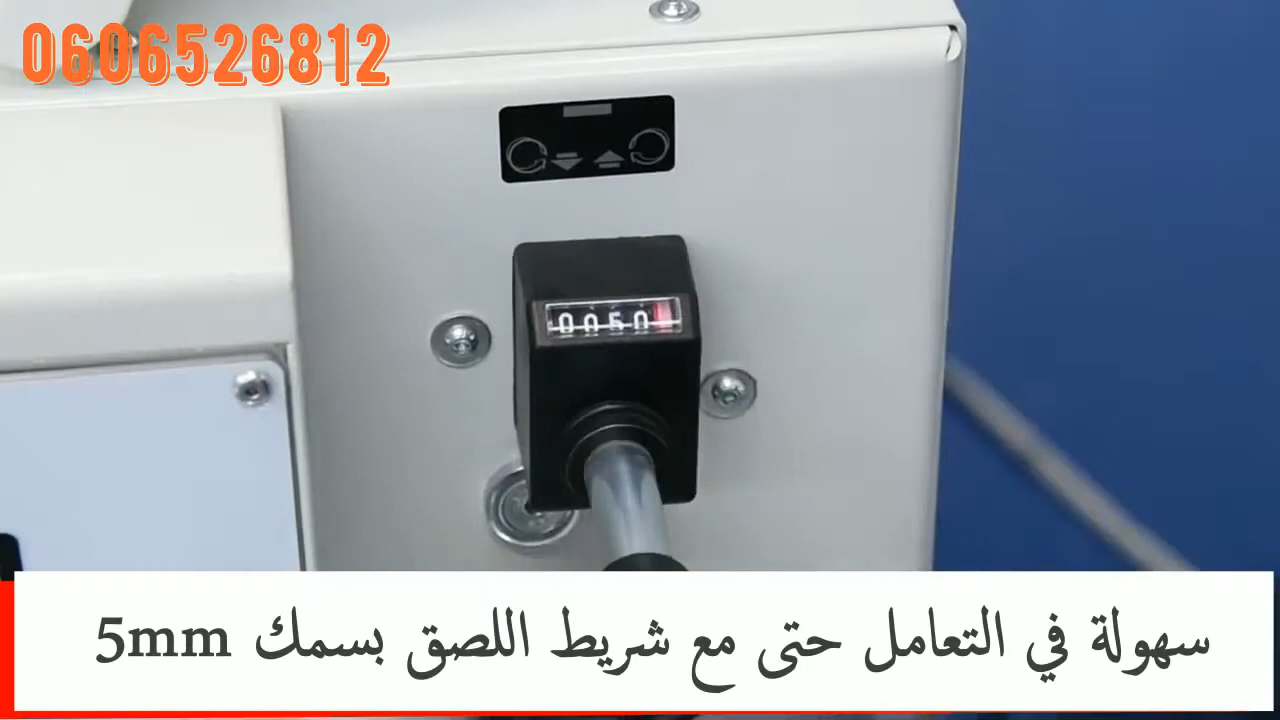 0606526812
0050
سهولة في التعامل حتى مع شريط اللصق بسمك 5mm